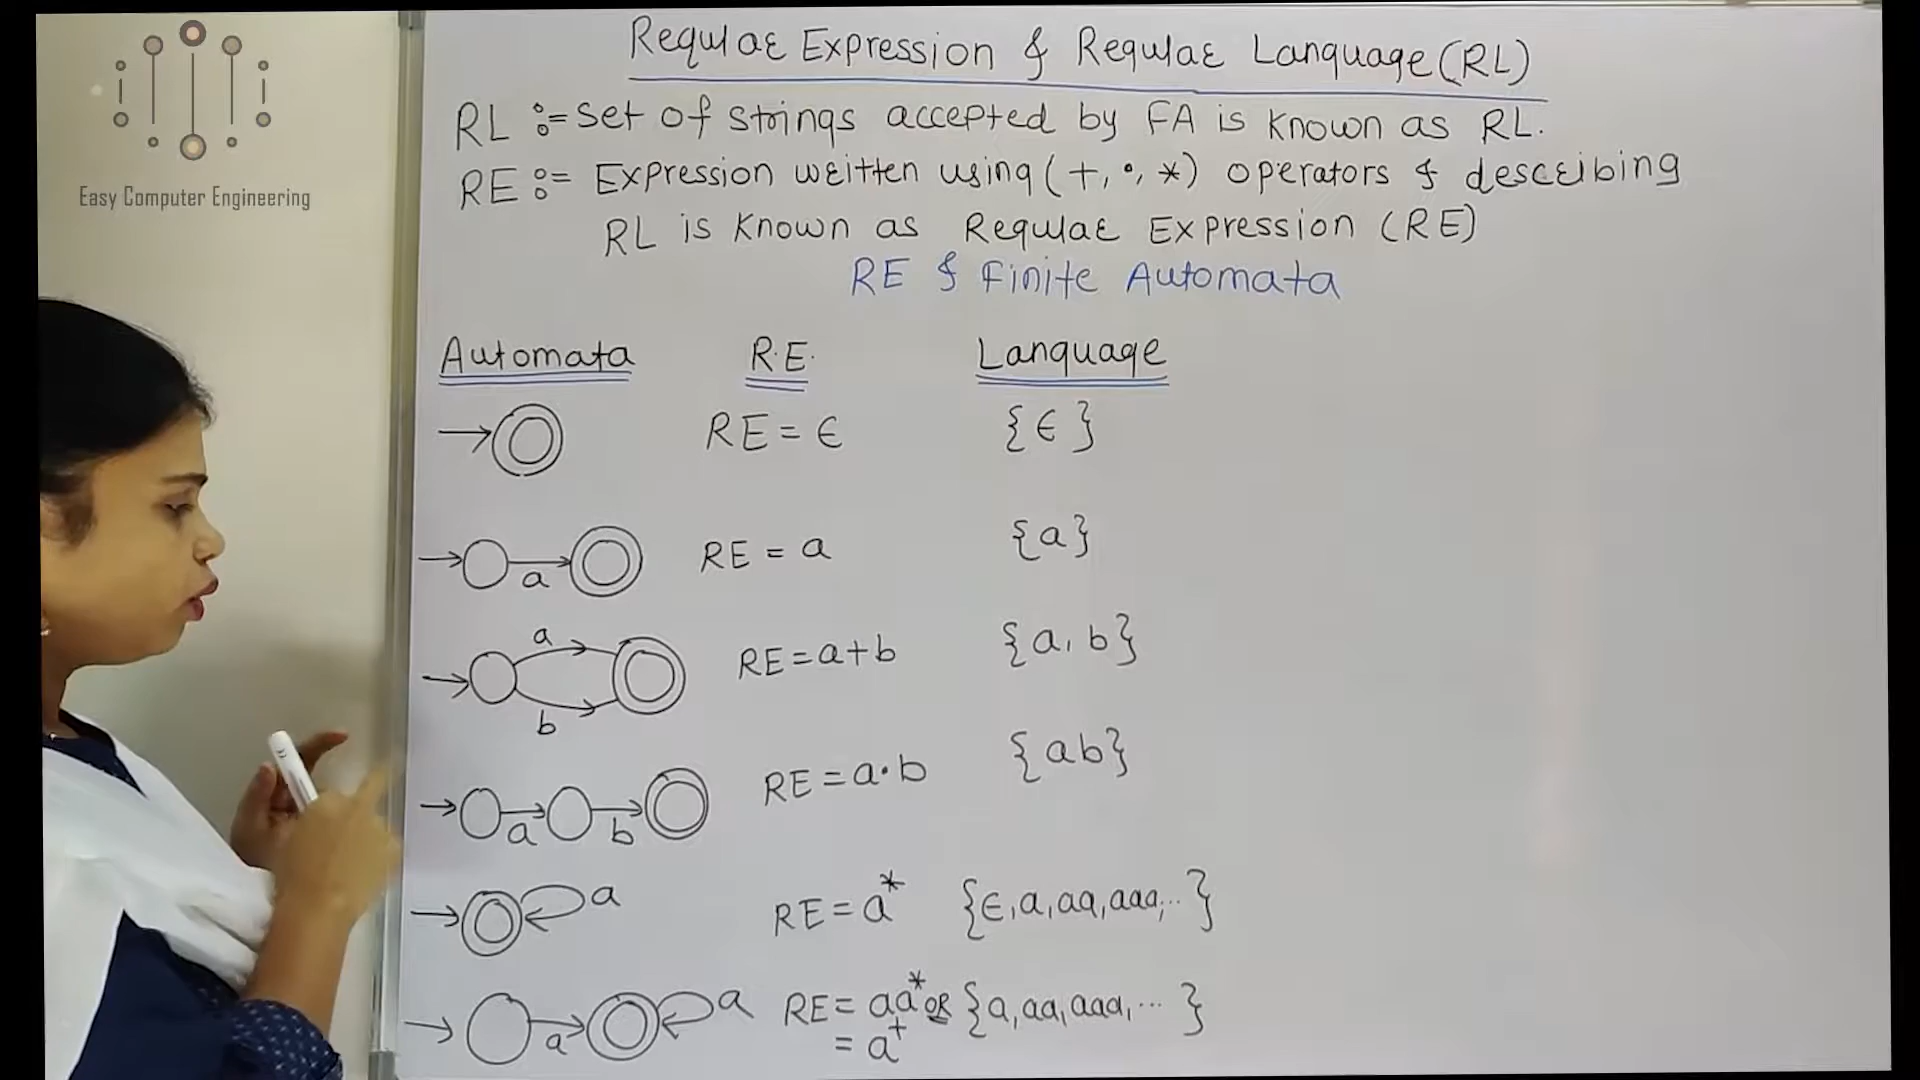 Easy Computer Engineering
Regular Expression & Regular Language (RL)
RL := set of strings accepted by FA is known as RL.
RE := Expression written using (+, •, *) operators & describing
RL is known as Regular Expression (RE)
RE & Finite Automata
Automata R.E. Language
RE = ϵ {ϵ}
a RE = a {a}
a b RE = a+b {a, b}
a b RE = a·b {ab}
a RE = a* {ϵ, a, aa, aaa, ..}
a a RE = aa* OR {a, aa, aaa, ... }
= a⁺